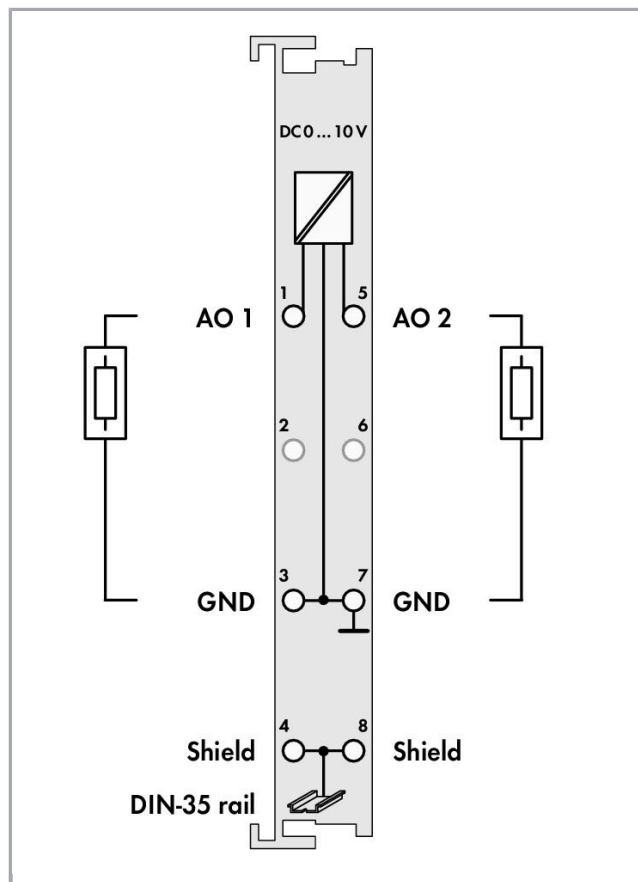 DC 0 ... 10 V
1 5
AO 1 AO 2
2 6
3 7
GND GND
4 8
Shield Shield
DIN-35 rail